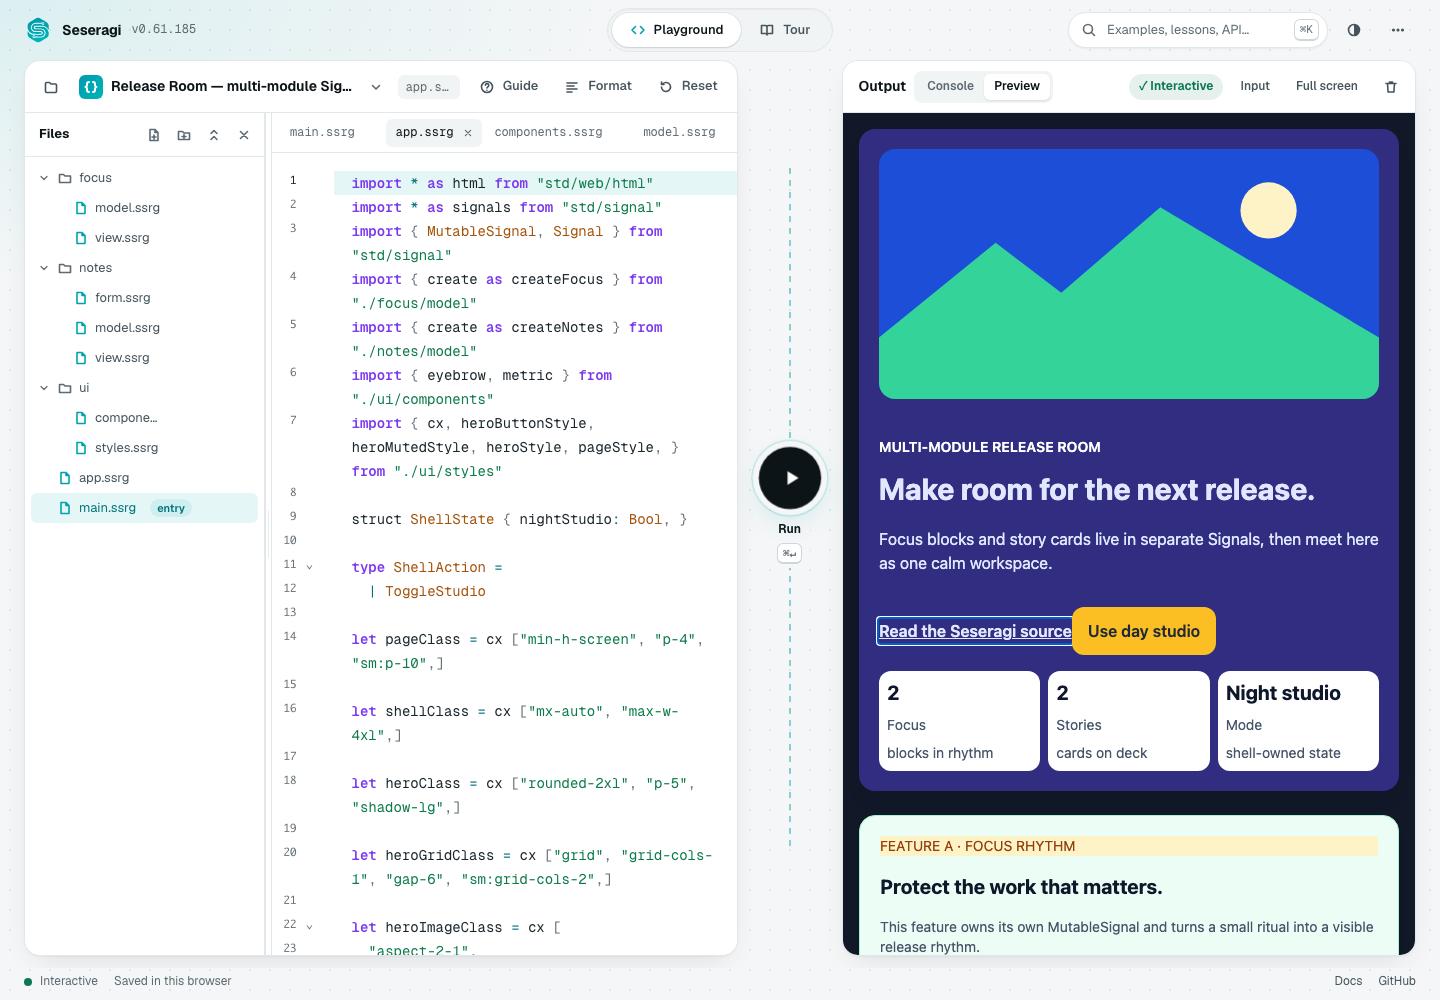 Seseragi v0.61.185
Playground
Tour
Examples, lessons, API...
⌘K
Release Room — multi-module Sig...
app.s...
Guide
Format
Reset
Files
focus
model.ssrg
view.ssrg
notes
form.ssrg
model.ssrg
view.ssrg
ui
compone...
styles.ssrg
app.ssrg
main.ssrg entry
main.ssrg
app.ssrg ×
components.ssrg
model.ssrg
1 import * as html from "std/web/html"
2 import * as signals from "std/signal"
3 import { MutableSignal, Signal } from
"std/signal"
4 import { create as createFocus } from
"./focus/model"
5 import { create as createNotes } from
"./notes/model"
6 import { eyebrow, metric } from
"./ui/components"
7 import { cx, heroButtonStyle,
heroMutedStyle, heroStyle, pageStyle, }
from "./ui/styles"
8
9 struct ShellState { nightStudio: Bool, }
10
11 type ShellAction =
12 | ToggleStudio
13
14 let pageClass = cx ["min-h-screen", "p-4",
"sm:p-10",]
15
16 let shellClass = cx ["mx-auto", "max-w-
4xl",]
17
18 let heroClass = cx ["rounded-2xl", "p-5",
"shadow-lg",]
19
20 let heroGridClass = cx ["grid", "grid-cols-
1", "gap-6", "sm:grid-cols-2",]
21
22 let heroImageClass = cx [
23 "aspect-2-1",
Run
⌘↵
Output
Console
Preview
✓ Interactive
Input
Full screen
MULTI-MODULE RELEASE ROOM
Make room for the next release.
Focus blocks and story cards live in separate Signals, then meet here
as one calm workspace.
Read the Seseragi source
Use day studio
2
Focus
blocks in rhythm
2
Stories
cards on deck
Night studio
Mode
shell-owned state
FEATURE A · FOCUS RHYTHM
Protect the work that matters.
This feature owns its own MutableSignal and turns a small ritual into a visible
release rhythm.
Interactive
Saved in this browser
Docs
GitHub